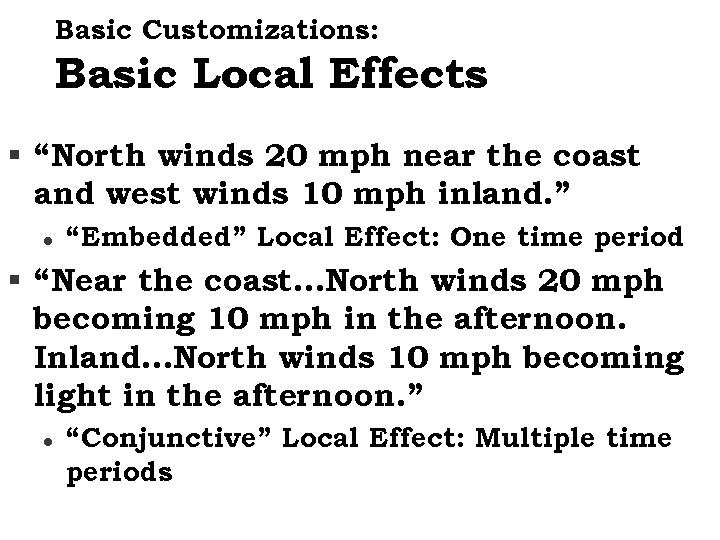 Basic Customizations:
Basic Local Effects
▪ “North winds 20 mph near the coast
and west winds 10 mph inland.”
● “Embedded” Local Effect: One time period
▪ “Near the coast...North winds 20 mph
becoming 10 mph in the afternoon.
Inland...North winds 10 mph becoming
light in the afternoon.”
● “Conjunctive” Local Effect: Multiple time
periods